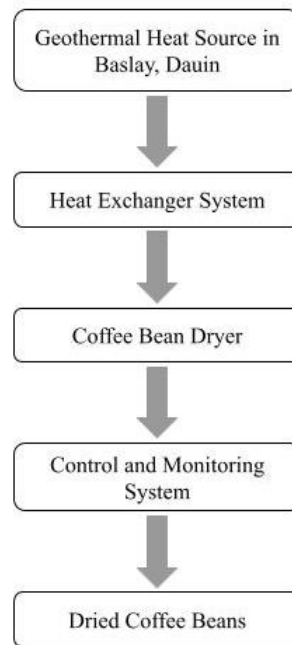 Geothermal Heat Source in
Baslay, Dauin
Heat Exchanger System
Coffee Bean Dryer
Control and Monitoring
System
Dried Coffee Beans